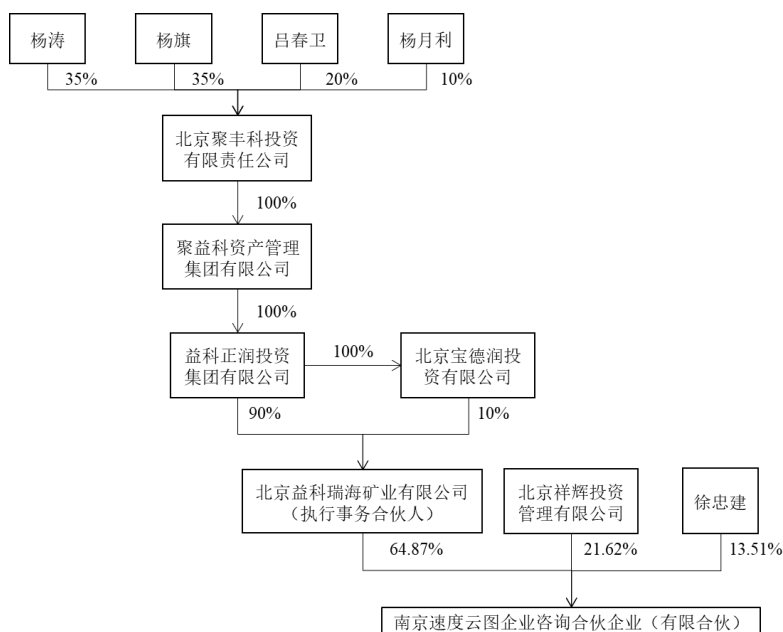 杨涛
杨旗
吕春卫
杨月利
35%
35%
20%
10%
北京聚丰科投资
有限责任公司
100%
聚益科资产管理
集团有限公司
100%
益科正润投资
集团有限公司
100%
北京宝德润投
资有限公司
90%
10%
北京益科瑞海矿业有限公司
（执行事务合伙人）
北京祥辉投资
管理有限公司
徐忠建
64.87%
21.62%
13.51%
南京速度云图企业咨询合伙企业（有限合伙）